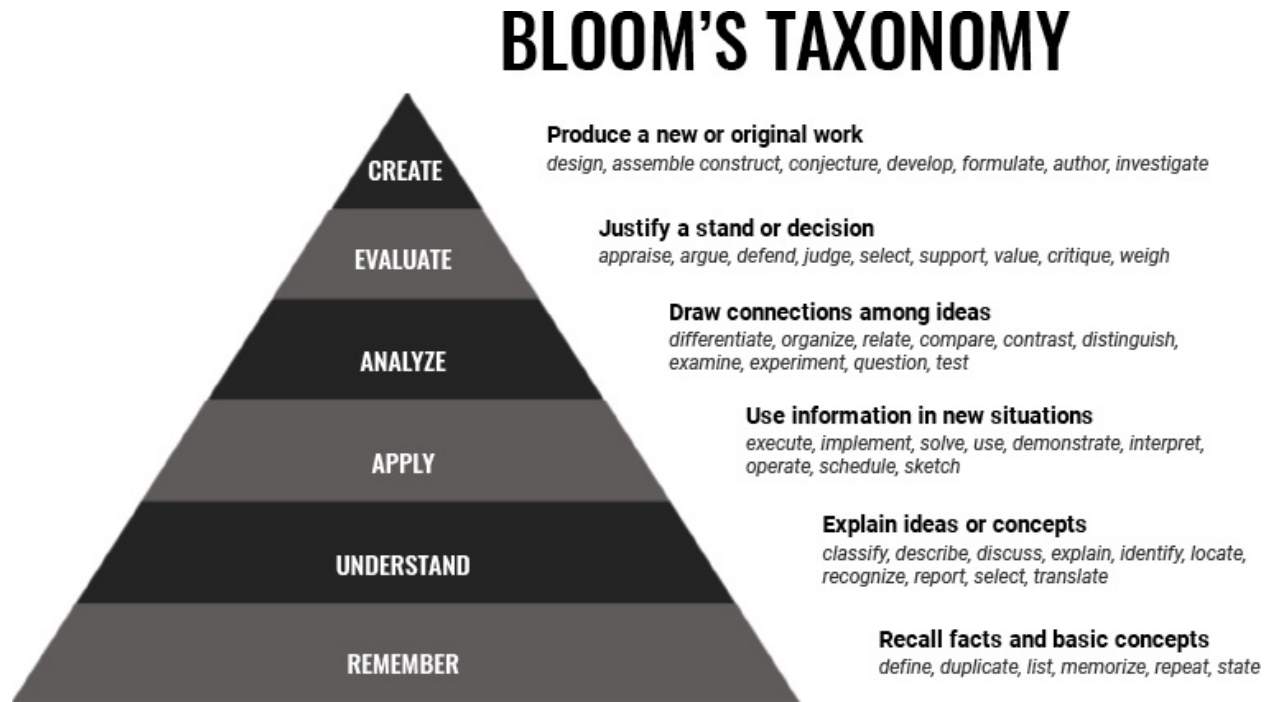 BLOOM'S TAXONOMY
CREATE
Produce a new or original work
design, assemble construct, conjecture, develop, formulate, author, investigate
EVALUATE
Justify a stand or decision
appraise, argue, defend, judge, select, support, value, critique, weigh
ANALYZE
Draw connections among ideas
differentiate, organize, relate, compare, contrast, distinguish,
examine, experiment, question, test
APPLY
Use information in new situations
execute, implement, solve, use, demonstrate, interpret,
operate, schedule, sketch
UNDERSTAND
Explain ideas or concepts
classify, describe, discuss, explain, identify, locate,
recognize, report, select, translate
REMEMBER
Recall facts and basic concepts
define, duplicate, list, memorize, repeat, state